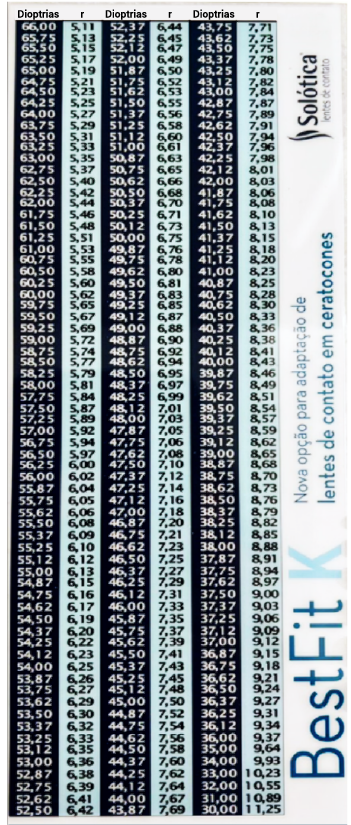 Dioptrias r Dioptrias r Dioptrias r
66,00 5,11 52,37 6,44 43,75 7,71
65,75 5,13 52,25 6,45 43,62 7,73
65,50 5,15 52,12 6,47 43,50 7,75
65,25 5,17 52,00 6,49 43,37 7,78
65,00 5,19 51,87 6,50 43,25 7,80
64,75 5,21 51,75 6,52 43,12 7,82
64,50 5,23 51,62 6,53 43,00 7,84
64,25 5,25 51,50 6,55 42,87 7,87
64,00 5,27 51,37 6,56 42,75 7,89
63,75 5,29 51,25 6,58 42,62 7,91
63,50 5,31 51,12 6,60 42,50 7,94
63,25 5,33 51,00 6,61 42,37 7,96
63,00 5,35 50,87 6,63 42,25 7,98
62,75 5,37 50,75 6,65 42,12 8,01
62,50 5,40 50,62 6,66 42,00 8,03
62,25 5,42 50,50 6,68 41,87 8,06
62,00 5,44 50,37 6,70 41,75 8,08
61,75 5,46 50,25 6,71 41,62 8,10
61,50 5,48 50,12 6,73 41,50 8,13
61,25 5,51 50,00 6,75 41,37 8,15
61,00 5,53 49,87 6,76 41,25 8,18
60,75 5,55 49,75 6,78 41,12 8,20
60,50 5,58 49,62 6,80 41,00 8,23
60,25 5,60 49,50 6,81 40,87 8,25
60,00 5,62 49,37 6,83 40,75 8,28
59,75 5,65 49,25 6,85 40,62 8,30
59,50 5,67 49,12 6,87 40,50 8,33
59,25 5,69 49,00 6,88 40,37 8,36
59,00 5,72 48,87 6,90 40,25 8,38
58,75 5,74 48,75 6,92 40,12 8,41
58,50 5,77 48,62 6,94 40,00 8,43
58,25 5,79 48,50 6,95 39,87 8,46
58,00 5,81 48,37 6,97 39,75 8,49
57,75 5,84 48,25 6,99 39,62 8,51
57,50 5,87 48,12 7,01 39,50 8,54
57,25 5,89 48,00 7,03 39,37 8,57
57,00 5,92 47,87 7,05 39,25 8,59
56,75 5,94 47,75 7,06 39,12 8,62
56,50 5,97 47,62 7,08 39,00 8,65
56,25 6,00 47,50 7,10 38,87 8,68
56,00 6,02 47,37 7,12 38,75 8,70
55,87 6,04 47,25 7,14 38,62 8,73
55,75 6,05 47,12 7,16 38,50 8,76
55,62 6,06 47,00 7,18 38,37 8,79
55,50 6,08 46,87 7,20 38,25 8,82
55,37 6,09 46,75 7,21 38,12 8,85
55,25 6,10 46,62 7,23 38,00 8,88
55,12 6,12 46,50 7,25 37,87 8,91
55,00 6,13 46,37 7,27 37,75 8,94
54,87 6,15 46,25 7,29 37,62 8,97
54,75 6,16 46,12 7,31 37,50 9,00
54,62 6,17 46,00 7,33 37,37 9,03
54,50 6,19 45,87 7,35 37,25 9,06
54,37 6,20 45,75 7,37 37,12 9,09
54,25 6,22 45,62 7,39 37,00 9,12
54,12 6,23 45,50 7,41 36,87 9,15
54,00 6,25 45,37 7,43 36,75 9,18
53,87 6,26 45,25 7,45 36,62 9,21
53,75 6,27 45,12 7,48 36,50 9,24
53,62 6,29 45,00 7,50 36,37 9,27
53,50 6,30 44,87 7,52 36,25 9,31
53,37 6,32 44,75 7,54 36,12 9,34
53,25 6,33 44,62 7,56 36,00 9,37
53,12 6,35 44,50 7,58 35,00 9,64
53,00 6,36 44,37 7,60 34,00 9,93
52,87 6,38 44,25 7,62 33,00 10,23
52,75 6,39 44,12 7,64 32,00 10,55
52,62 6,41 44,00 7,67 31,00 10,89
52,50 6,42 43,87 7,69 30,00 11,25
BestFit K
Nova opção para adaptação de
lentes de contato em ceratocones
Solótica
lentes de contato